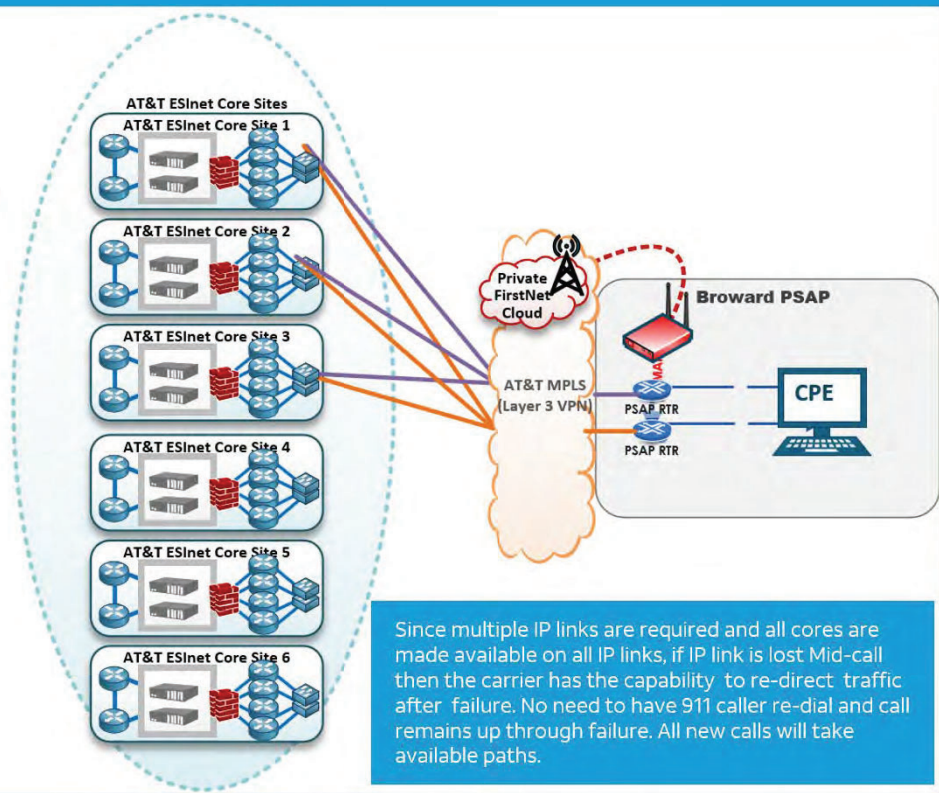 AT&T ESInet Core Sites
AT&T ESInet Core Site 1
AT&T ESInet Core Site 2
AT&T ESInet Core Site 3
AT&T ESInet Core Site 4
AT&T ESInet Core Site 5
AT&T ESInet Core Site 6
Private
FirstNet
Cloud
AT&T MPLS
(Layer 3 VPN)
Broward PSAP
PSAP RTR
PSAP RTR
CPE
Since multiple IP links are required and all cores are
made available on all IP links, if IP link is lost Mid-call
then the carrier has the capability to re-direct traffic
after failure. No need to have 911 caller re-dial and call
remains up through failure. All new calls will take
available paths.